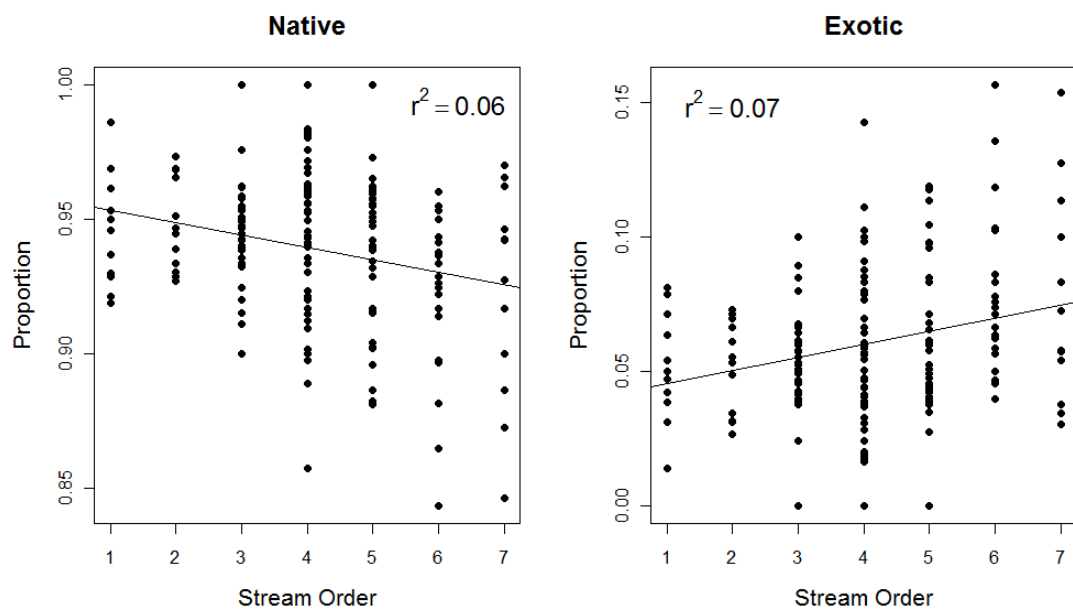 Native
r² = 0.06
Proportion
1.00
0.95
0.90
0.85
1 2 3 4 5 6 7
Stream Order
Exotic
r² = 0.07
Proportion
0.15
0.10
0.05
0.00
1 2 3 4 5 6 7
Stream Order